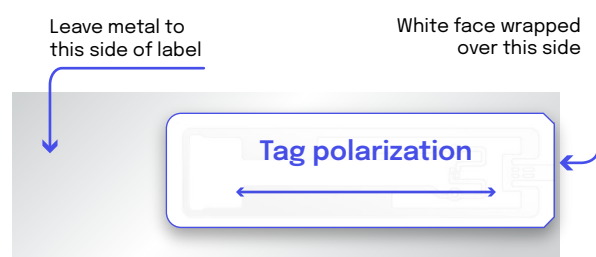 Leave metal to
this side of label
White face wrapped
over this side
Tag polarization